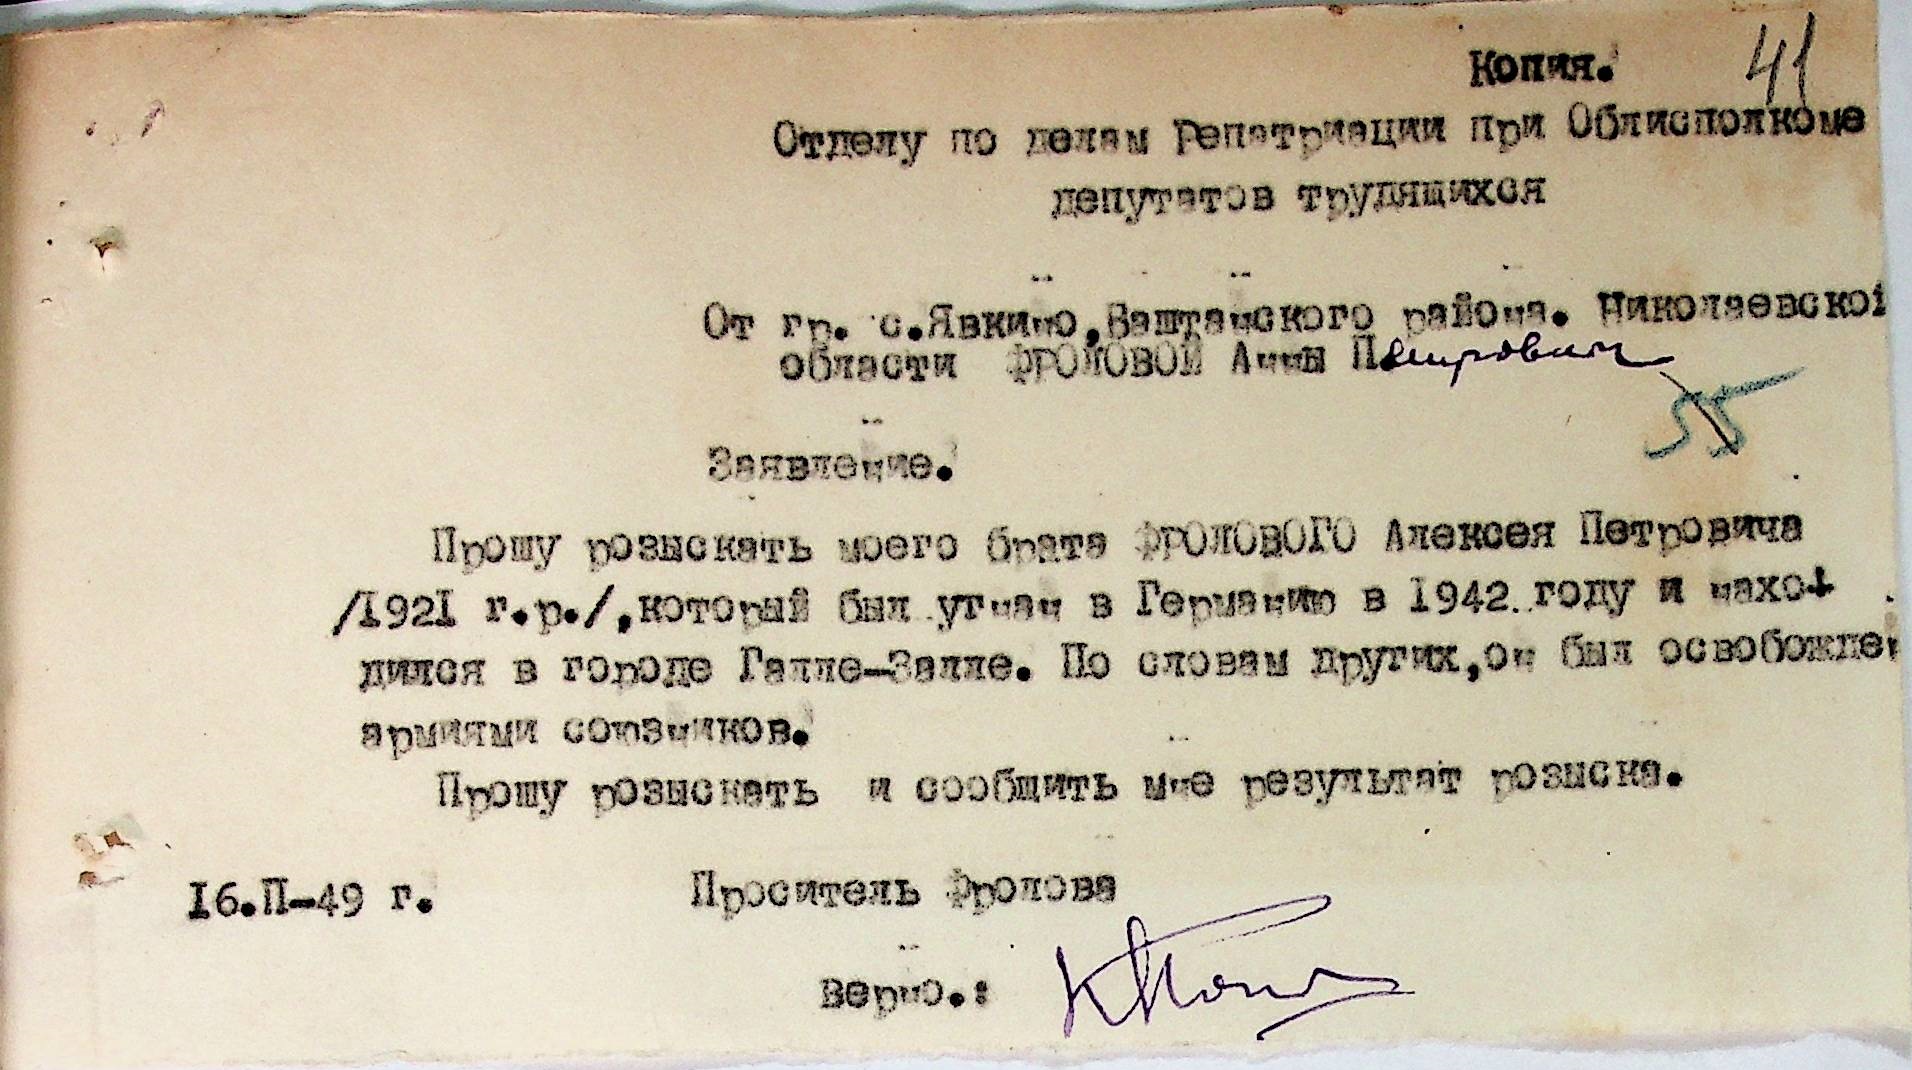 Копия. 41
Отделу по делам Репатриации при Облисполкоме
депутатов трудящихся
От гр. с.Явкино,Баштанского района. Николаевской
области ФРОЛОВОЙ Анны Петрович
55
Заявление.
Прошу розыскать моего брата ФРОЛОВОГО Алексея Петровича
/1921 г.р./,который был угнан в Германию в 1942 году и нахо-
дился в городе Галле-Залле. По словам других,он был освобожден
армиями союзников.
Прошу розыскать и сообщить мне результат розыска.
16.П-49 г. Проситель Фролова
Верно.: